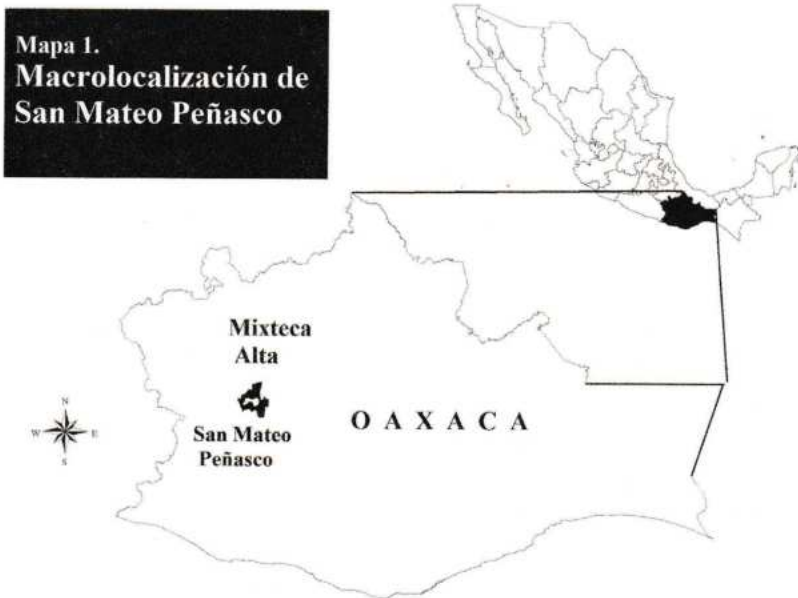 Mapa 1.
Macrolocalización de
San Mateo Peñasco
Mixteca
Alta
San Mateo
Peñasco
O A X A C A
N
W
E
S